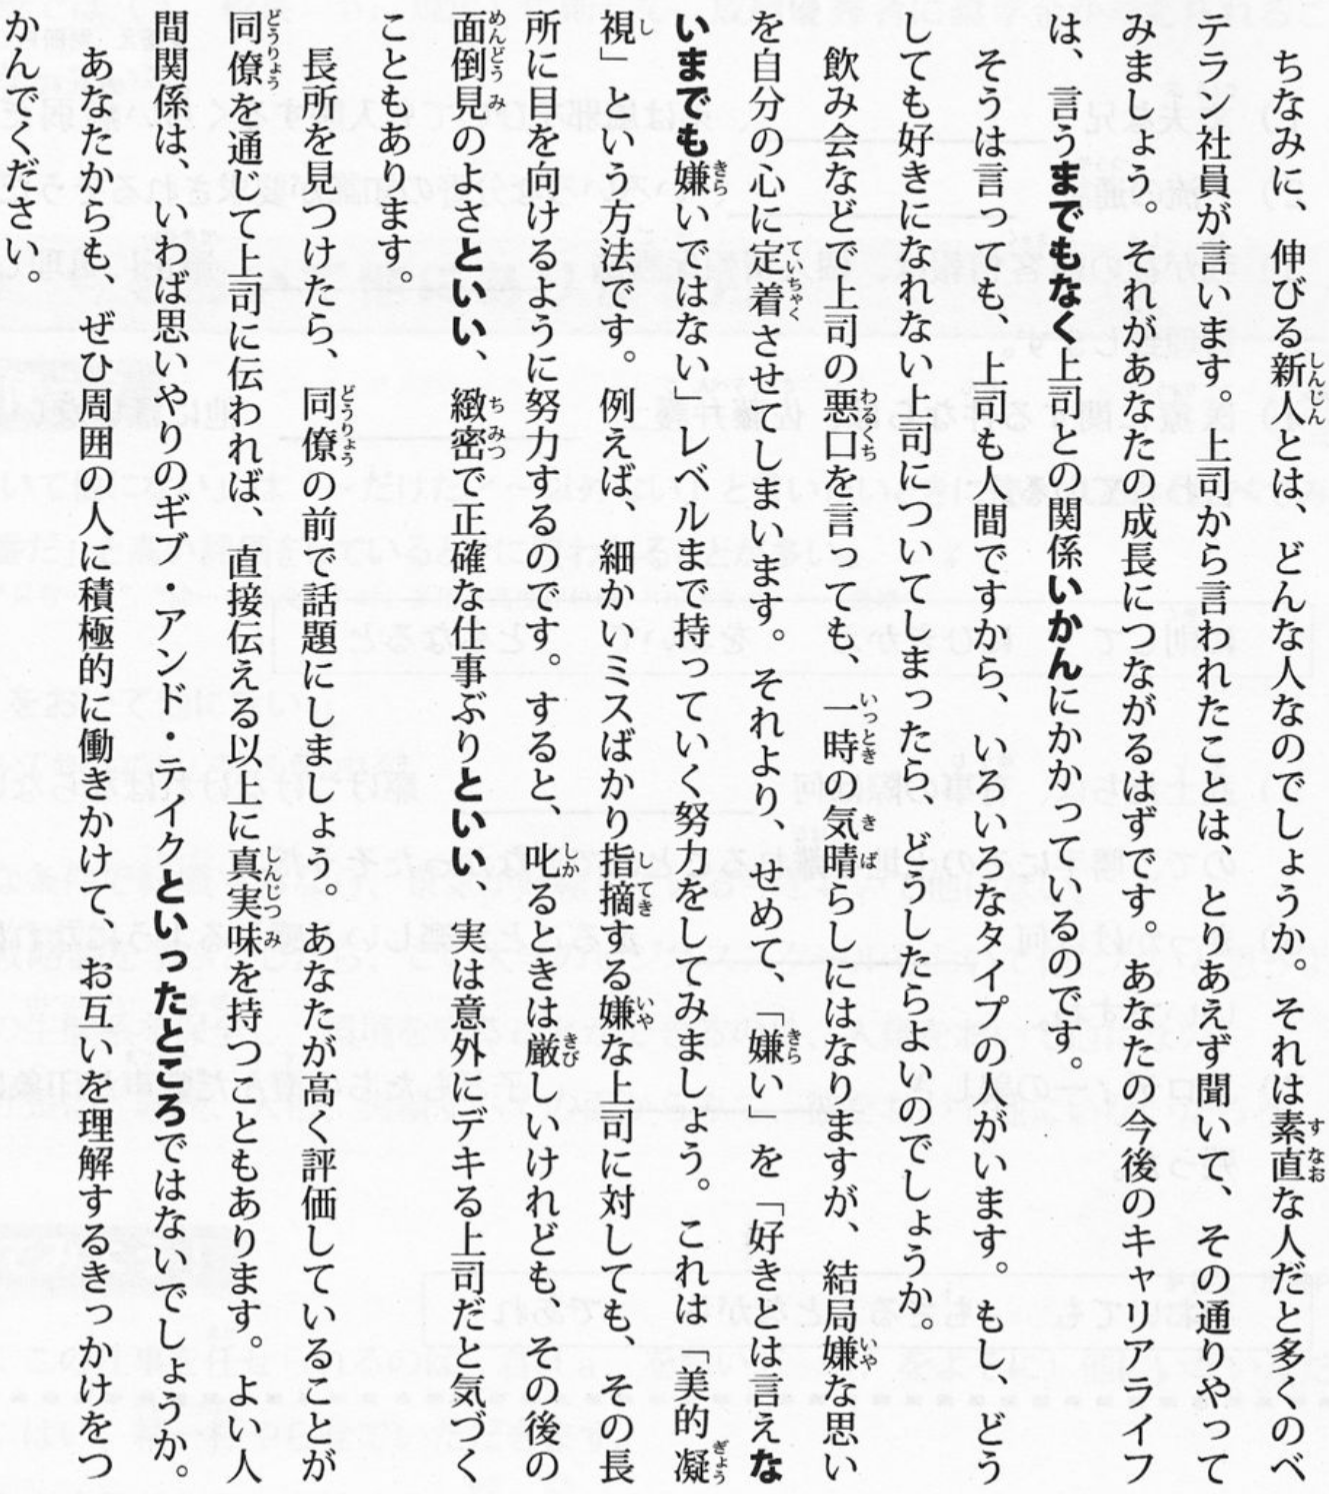 ちなみに、伸びる新人とは、どんな人なのでしょうか。それは素直な人だと多くのベ
テラン社員が言います。上司から言われたことは、とりあえず聞いて、その通りやって
みましょう。それがあなたの成長につながるはずです。あなたの今後のキャリアライフ
は、言うまでもなく上司との関係いかんにかかっているのです。
そうは言っても、上司も人間ですから、いろいろなタイプの人がいます。もし、どう
しても好きになれない上司についてしまったら、どうしたらよいのでしょうか。
飲み会などで上司の悪口を言っても、一時の気晴らしにはなりますが、結局嫌な思い
を自分の心に定着させてしまいます。それより、せめて、「嫌い」を「好きとは言えな
いまでも嫌いではない」レベルまで持っていく努力をしてみましょう。これは「美的凝
視」という方法です。例えば、細かいミスばかり指摘する嫌な上司に対しても、その長
所に目を向けるように努力するのです。すると、叱るときは厳しいけれども、その後の
面倒見のよさといい、緻密で正確な仕事ぶりといい、実は意外にデキる上司だと気づく
こともあります。
長所を見つけたら、同僚の前で話題にしましょう。あなたが高く評価していることが
同僚を通じて上司に伝われば、直接伝える以上に真実味を持つこともあります。よい人
間関係は、いわば思いやりのギブ・アンド・テイクといったところではないでしょうか。
あなたからも、ぜひ周囲の人に積極的に働きかけて、お互いを理解するきっかけをつ
かんでください。